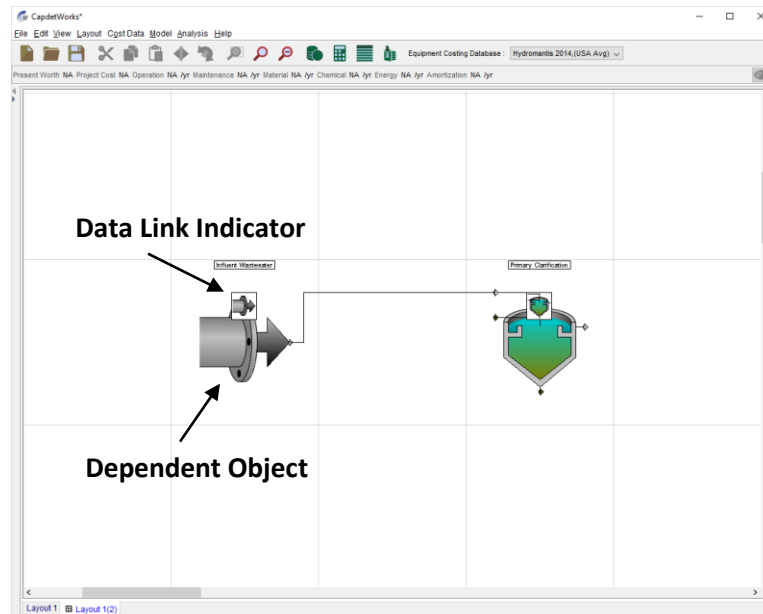 CapdetWorks*
File Edit View Layout Cost Data Model Analysis Help
Equipment Costing Database : Hydromantis 2014,(USA Avg)
Present Worth NA Project Cost NA Operation NA /yr Maintenance NA /yr Material NA /yr Chemical NA /yr Energy NA /yr Amortization NA /yr
Data Link Indicator
Influent Wastewater
Primary Clarification
Dependent Object
Layout 1
Layout 1(2)